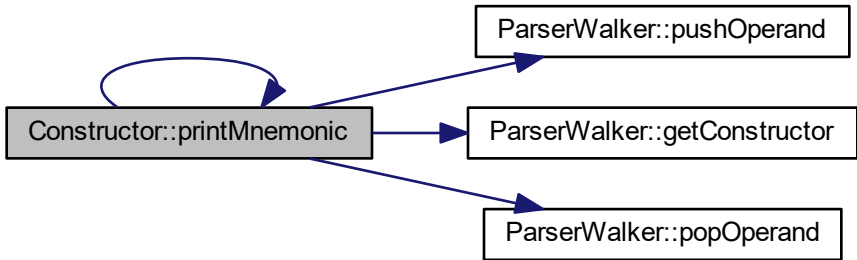 ParserWalker::pushOperand
Constructor::printMnemonic
ParserWalker::getConstructor
ParserWalker::popOperand